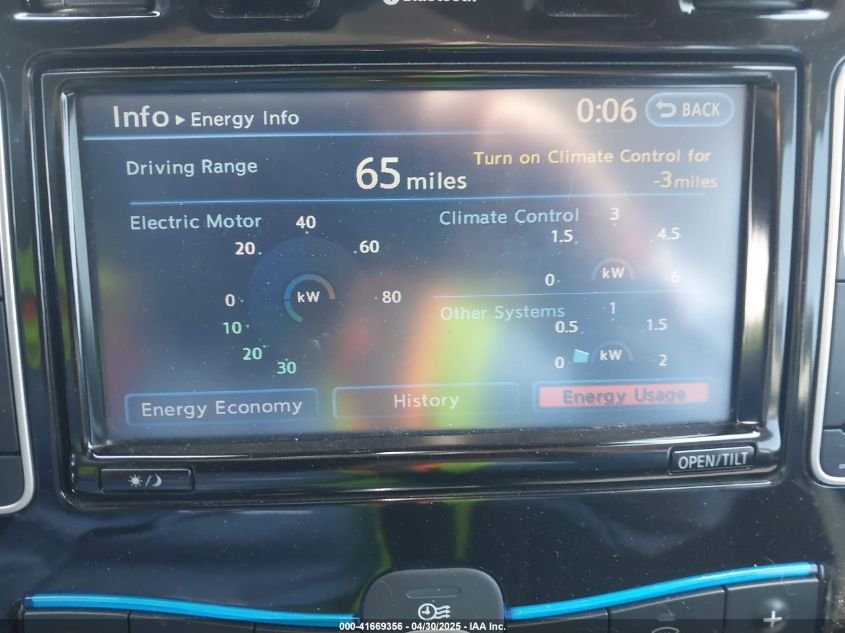 Bluetooth
Info ▸ Energy Info 0:06 BACK
Driving Range 65 miles Turn on Climate Control for
-3 miles
Electric Motor 40 Climate Control 3
20 60 1.5 4.5
0 kW 80 0 kW 6
10 Other Systems 1
20 0.5 1.5
30 0 kW 2
Energy Economy History Energy Usage
OPEN/TILT
+
000-41669356 - 04/30/2025 - IAA Inc.